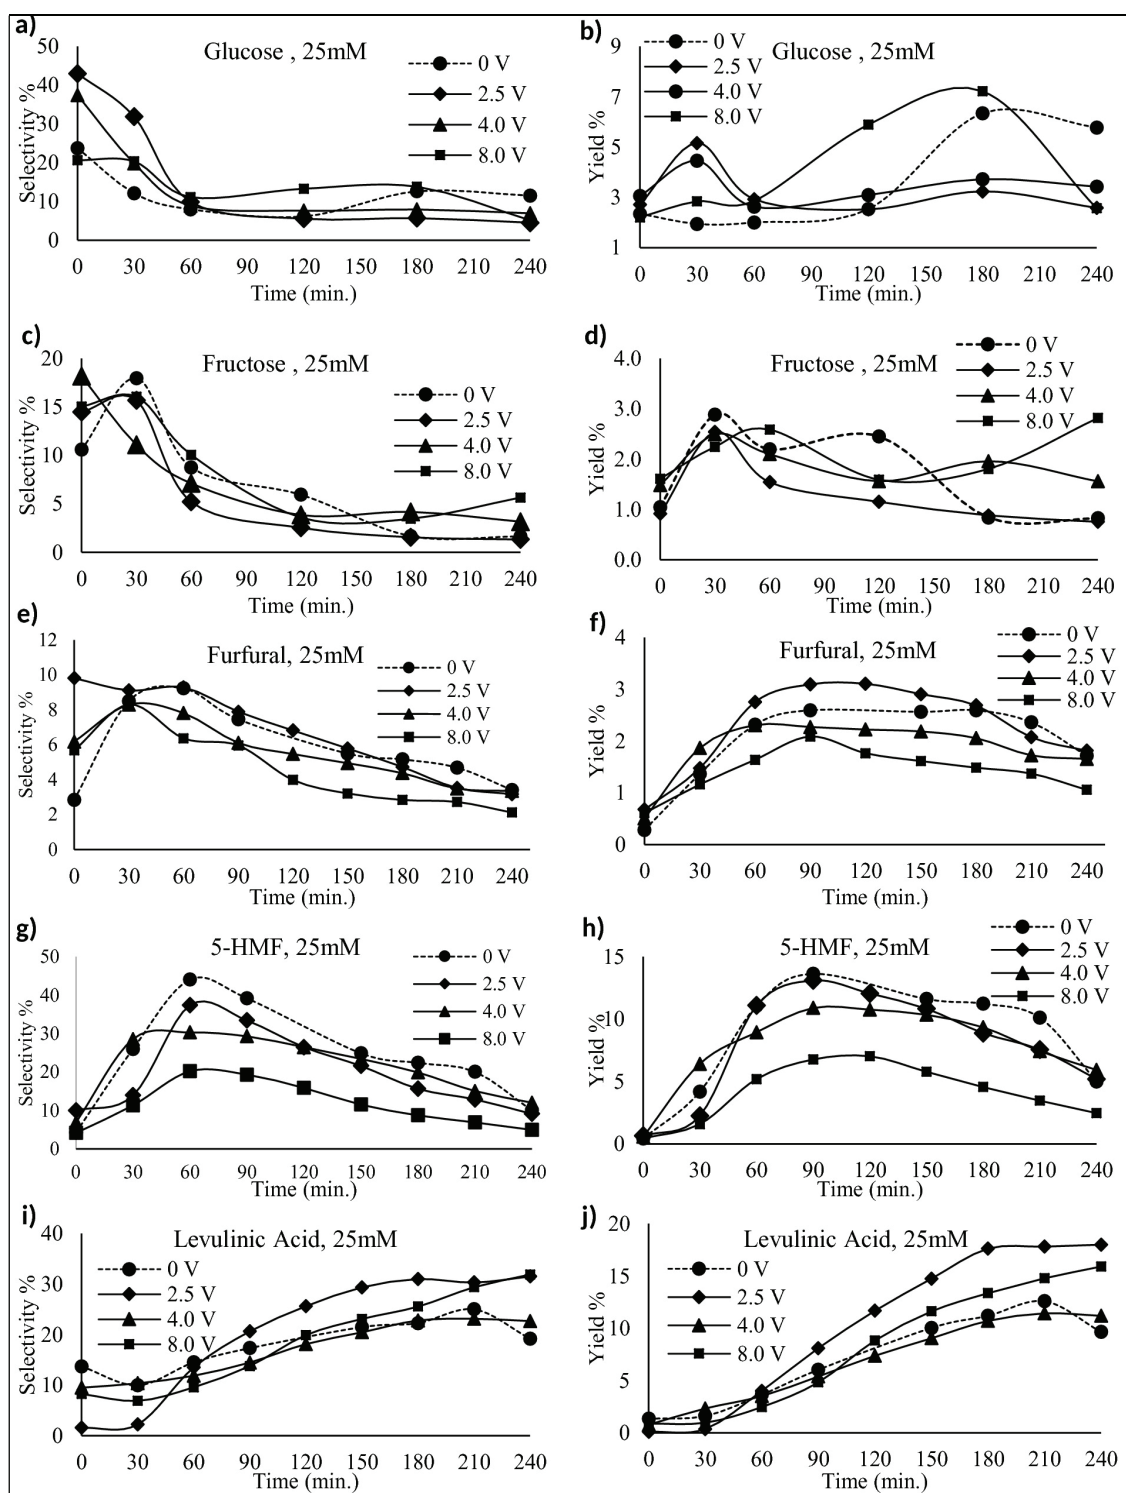 a)
Glucose , 25mM
Selectivity %
50
40
30
20
10
0
0 V
2.5 V
4.0 V
8.0 V
0 30 60 90 120 150 180 210 240
Time (min.)
b)
Glucose, 25mM
Yield %
9
7
5
3
1
0 V
2.5 V
4.0 V
8.0 V
0 30 60 90 120 150 180 210 240
Time (min.)
c)
Fructose , 25mM
Selectivity %
20
15
10
5
0
0 V
2.5 V
4.0 V
8.0 V
0 30 60 90 120 150 180 210 240
Time (min.)
d)
Fructose , 25mM
Yield %
4.0
3.0
2.0
1.0
0.0
0 V
2.5 V
4.0 V
8.0 V
0 30 60 90 120 150 180 210 240
Time (min.)
e)
Furfural, 25mM
Selectivity %
12
10
8
6
4
2
0
0 V
2.5 V
4.0 V
8.0 V
0 30 60 90 120 150 180 210 240
Time (min.)
f)
Furfural, 25mM
Yield %
4
3
2
1
0
0 V
2.5 V
4.0 V
8.0 V
0 30 60 90 120 150 180 210 240
Time (min.)
g)
5-HMF, 25mM
Selectivity %
50
40
30
20
10
0
0 V
2.5 V
4.0 V
8.0 V
0 30 60 90 120 150 180 210 240
Time (min.)
h)
5-HMF, 25mM
Yield %
15
10
5
0
0 V
2.5 V
4.0 V
8.0 V
0 30 60 90 120 150 180 210 240
Time (min.)
i)
Levulinic Acid, 25mM
Selectivity %
40
30
20
10
0
0 V
2.5 V
4.0 V
8.0 V
0 30 60 90 120 150 180 210 240
Time (min.)
j)
Levulinic Acid, 25mM
Yield %
20
15
10
5
0
0 V
2.5 V
4.0 V
8.0 V
0 30 60 90 120 150 180 210 240
Time (min.)